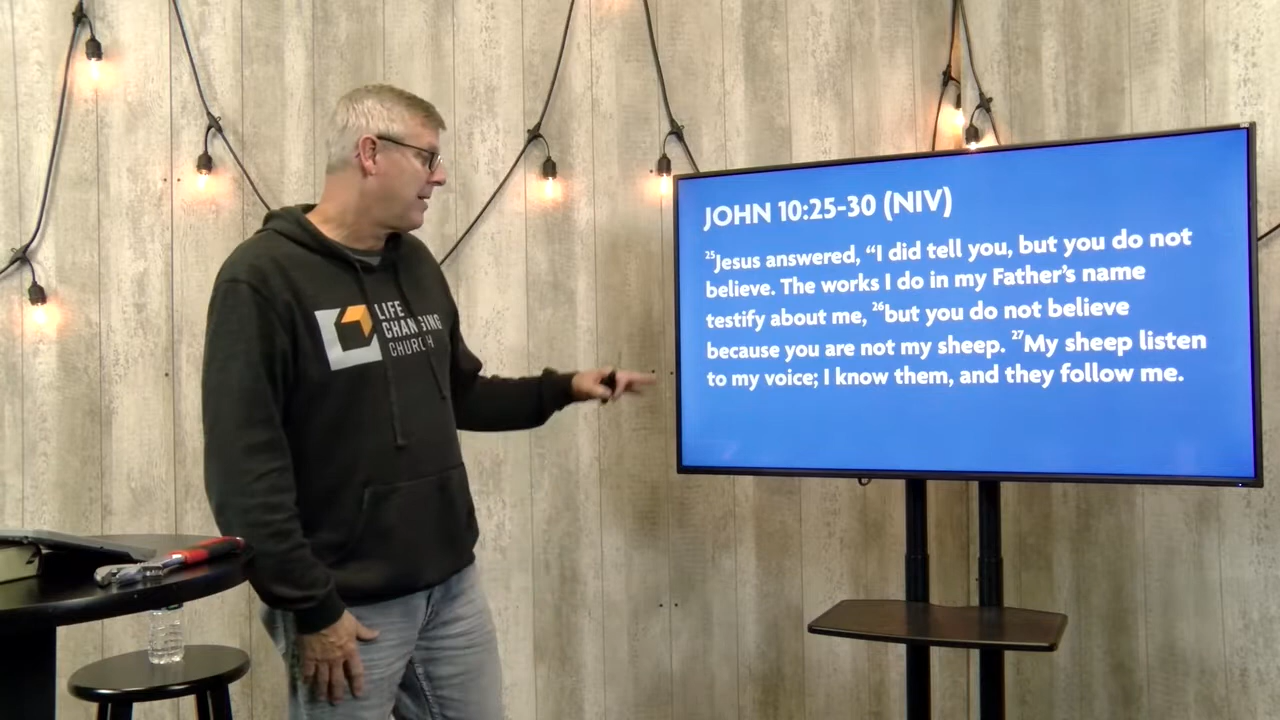 LIFE
CHANGING
CHURCH
JOHN 10:25-30 (NIV)
²⁵Jesus answered, “I did tell you, but you do not
believe. The works I do in my Father’s name
testify about me, ²⁶but you do not believe
because you are not my sheep. ²⁷My sheep listen
to my voice; I know them, and they follow me.